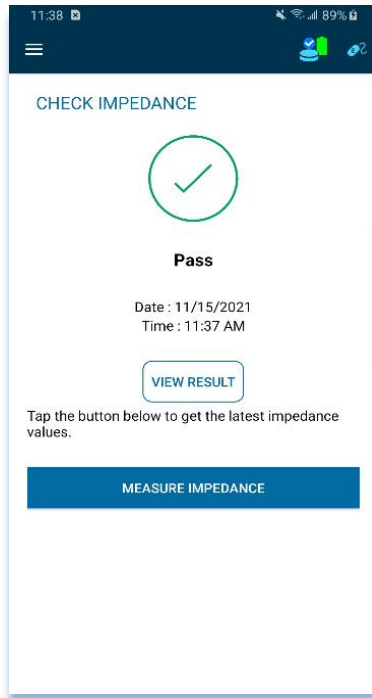 11:38
89%
CHECK IMPEDANCE
Pass
Date : 11/15/2021
Time : 11:37 AM
VIEW RESULT
Tap the button below to get the latest impedance
values.
MEASURE IMPEDANCE